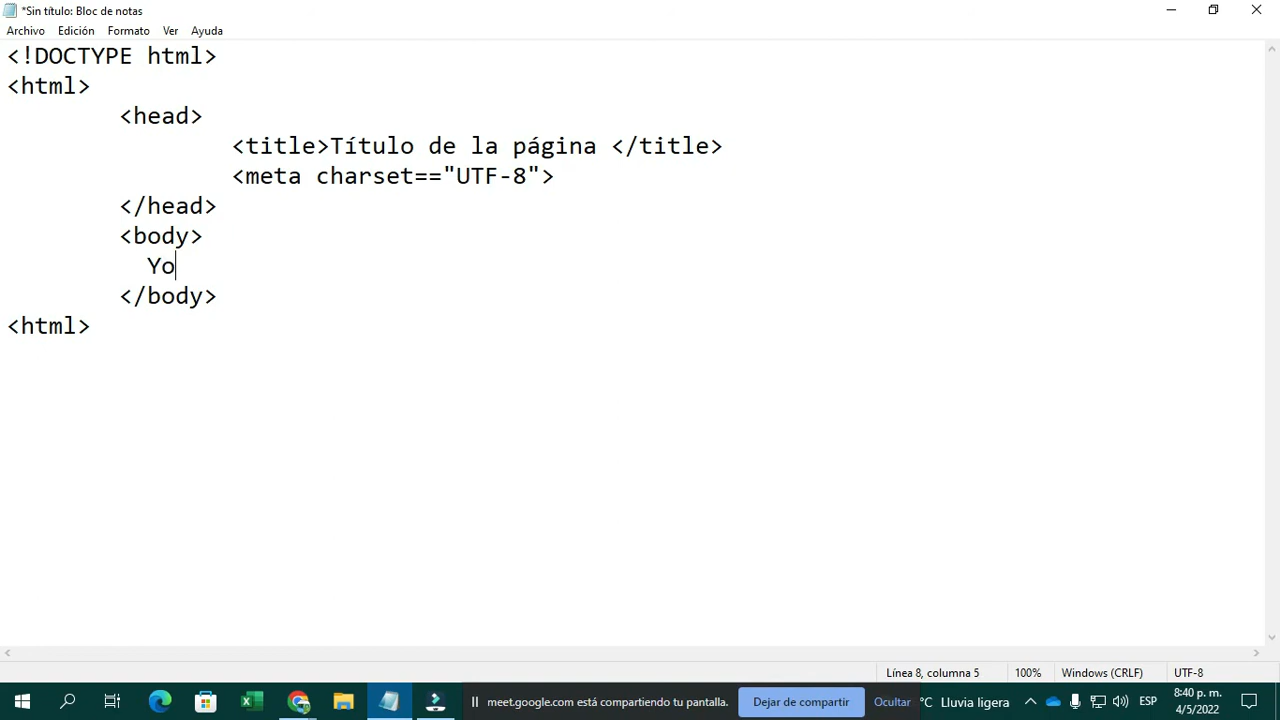 *Sin título: Bloc de notas
Archivo Edición Formato Ver Ayuda
<!DOCTYPE html>
<html>
<head>
<title>Título de la página </title>
<meta charset=="UTF-8">
</head>
<body>
Yo
</body>
<html>
Línea 8, columna 5 100% Windows (CRLF) UTF-8
meet.google.com está compartiendo tu pantalla. Dejar de compartir Ocultar °C Lluvia ligera ESP 8:40 p. m.
4/5/2022